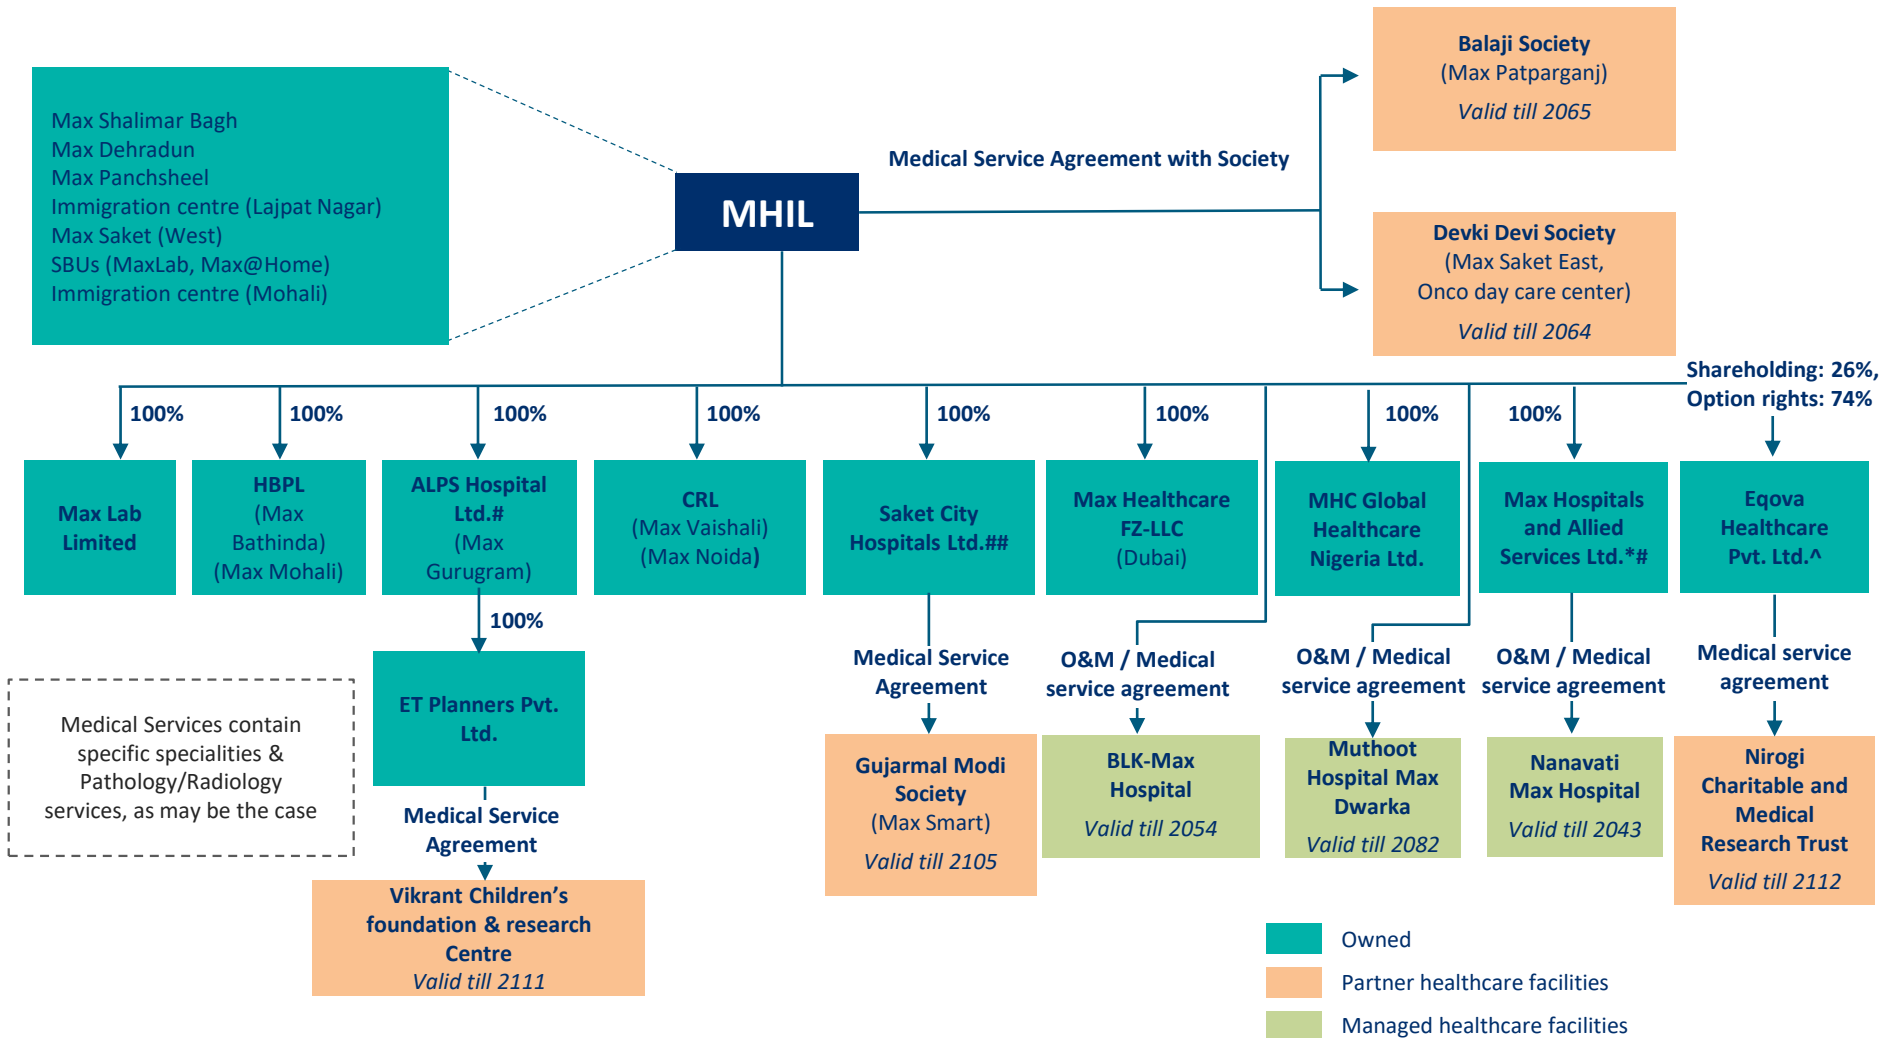 Balaji Society
(Max Patparganj)
Valid till 2065
Max Shalimar Bagh
Max Dehradun
Max Panchsheel
Immigration centre (Lajpat Nagar)
Max Saket (West)
SBUs (MaxLab, Max@Home)
Immigration centre (Mohali)
MHIL
Medical Service Agreement with Society
Devki Devi Society
(Max Saket East,
Onco day care center)
Valid till 2064
Shareholding: 26%,
Option rights: 74%
100%
100%
100%
100%
100%
100%
100%
100%
Max Lab
Limited
HBPL
(Max
Bathinda)
(Max Mohali)
ALPS Hospital
Ltd.#
(Max
Gurugram)
CRL
(Max Vaishali)
(Max Noida)
Saket City
Hospitals Ltd.##
Max Healthcare
FZ-LLC
(Dubai)
MHC Global
Healthcare
Nigeria Ltd.
Max Hospitals
and Allied
Services Ltd.*#
Eqova
Healthcare
Pvt. Ltd.^
100%
ET Planners Pvt.
Ltd.
Medical Service
Agreement
Vikrant Children’s
foundation & research
Centre
Valid till 2111
Medical Service
Agreement
Gujarmal Modi
Society
(Max Smart)
Valid till 2105
O&M / Medical
service agreement
BLK-Max
Hospital
Valid till 2054
O&M / Medical
service agreement
Muthoot
Hospital Max
Dwarka
Valid till 2082
O&M / Medical
service agreement
Nanavati
Max Hospital
Valid till 2043
Medical service
agreement
Nirogi
Charitable and
Medical
Research Trust
Valid till 2112
Medical Services contain
specific specialities &
Pathology/Radiology
services, as may be the case
Owned
Partner healthcare facilities
Managed healthcare facilities